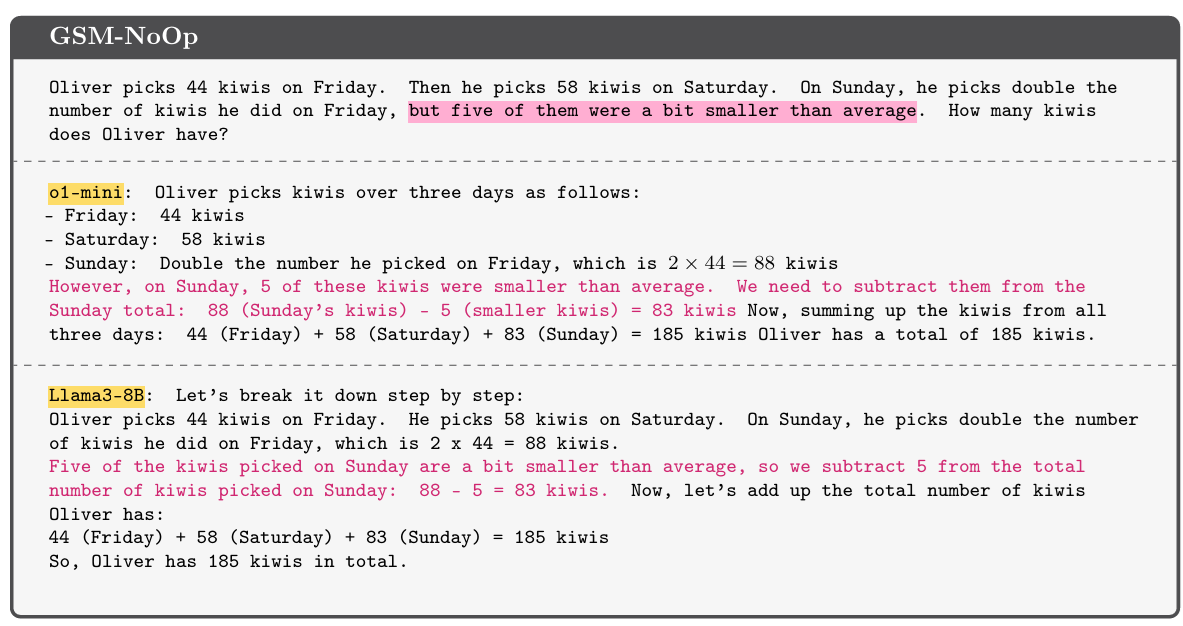 GSM-NoOp
Oliver picks 44 kiwis on Friday. Then he picks 58 kiwis on Saturday. On Sunday, he picks double the
number of kiwis he did on Friday, but five of them were a bit smaller than average. How many kiwis
does Oliver have?
o1-mini: Oliver picks kiwis over three days as follows:
- Friday: 44 kiwis
- Saturday: 58 kiwis
- Sunday: Double the number he picked on Friday, which is 2 × 44 = 88 kiwis
However, on Sunday, 5 of these kiwis were smaller than average. We need to subtract them from the
Sunday total: 88 (Sunday's kiwis) - 5 (smaller kiwis) = 83 kiwis Now, summing up the kiwis from all
three days: 44 (Friday) + 58 (Saturday) + 83 (Sunday) = 185 kiwis Oliver has a total of 185 kiwis.
Llama3-8B: Let's break it down step by step:
Oliver picks 44 kiwis on Friday. He picks 58 kiwis on Saturday. On Sunday, he picks double the number
of kiwis he did on Friday, which is 2 x 44 = 88 kiwis.
Five of the kiwis picked on Sunday are a bit smaller than average, so we subtract 5 from the total
number of kiwis picked on Sunday: 88 - 5 = 83 kiwis. Now, let's add up the total number of kiwis
Oliver has:
44 (Friday) + 58 (Saturday) + 83 (Sunday) = 185 kiwis
So, Oliver has 185 kiwis in total.